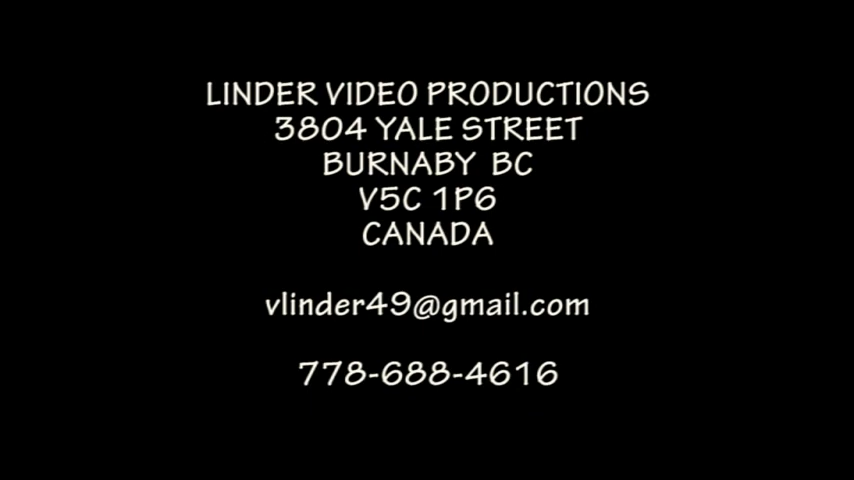 LINDER VIDEO PRODUCTIONS
3804 YALE STREET
BURNABY  BC
V5C 1P6
CANADA
vlinder49@gmail.com
778-688-4616